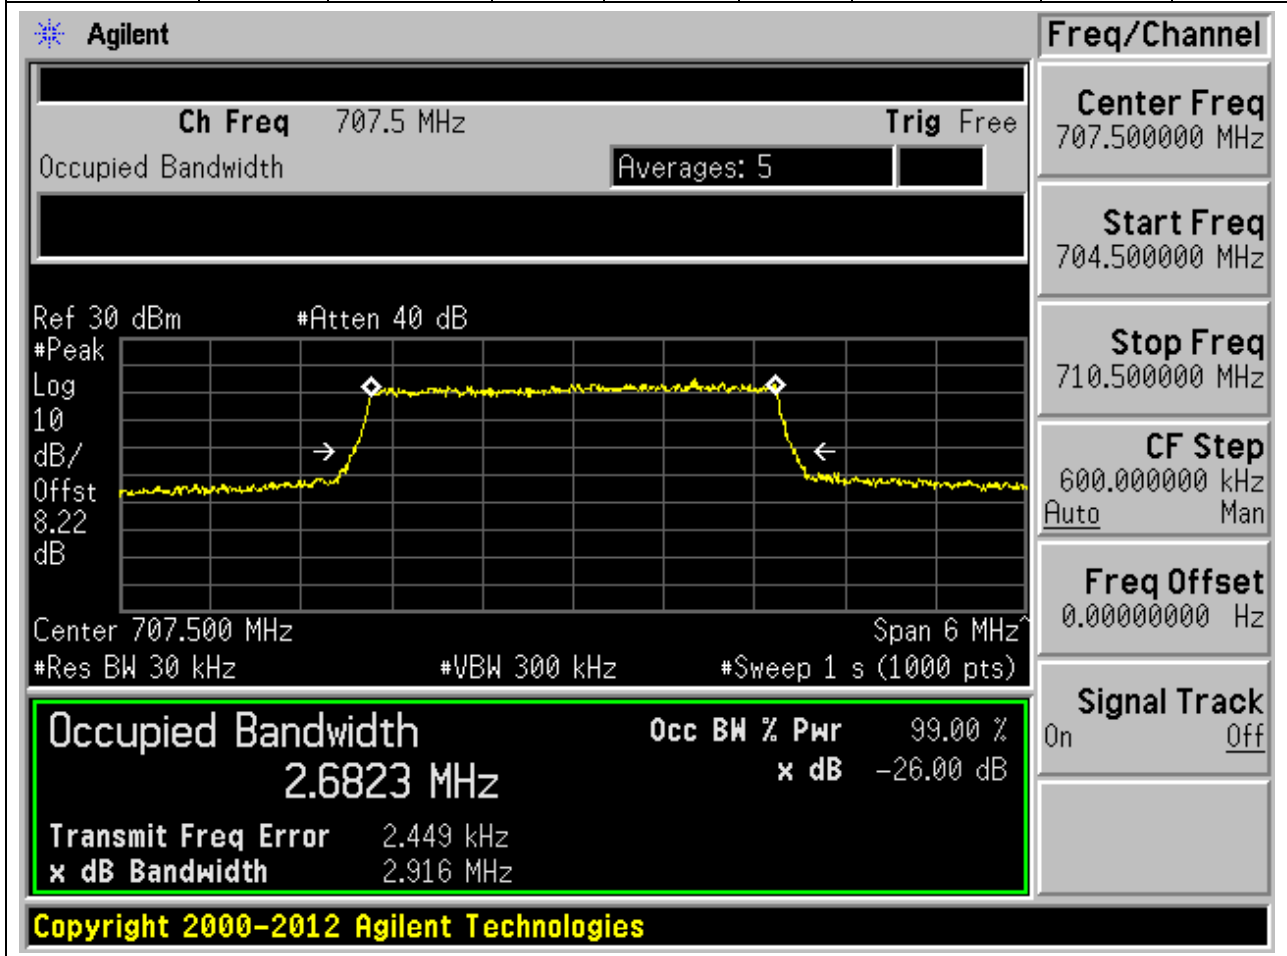 Agilent
Freq/Channel
Ch Freq 707.5 MHz Trig Free
Occupied Bandwidth Averages: 5
Ref 30 dBm #Atten 40 dB
#Peak
Log
10
dB/
Offst
8.22
dB
Center 707.500 MHz Span 6 MHz^
#Res BW 30 kHz #VBW 300 kHz #Sweep 1 s (1000 pts)
Occupied Bandwidth Occ BW % Pwr 99.00 %
2.6823 MHz x dB -26.00 dB
Transmit Freq Error 2.449 kHz
x dB Bandwidth 2.916 MHz
Copyright 2000-2012 Agilent Technologies
Center Freq
707.500000 MHz
Start Freq
704.500000 MHz
Stop Freq
710.500000 MHz
CF Step
600.000000 kHz
Auto Man
Freq Offset
0.00000000 Hz
Signal Track
On Off